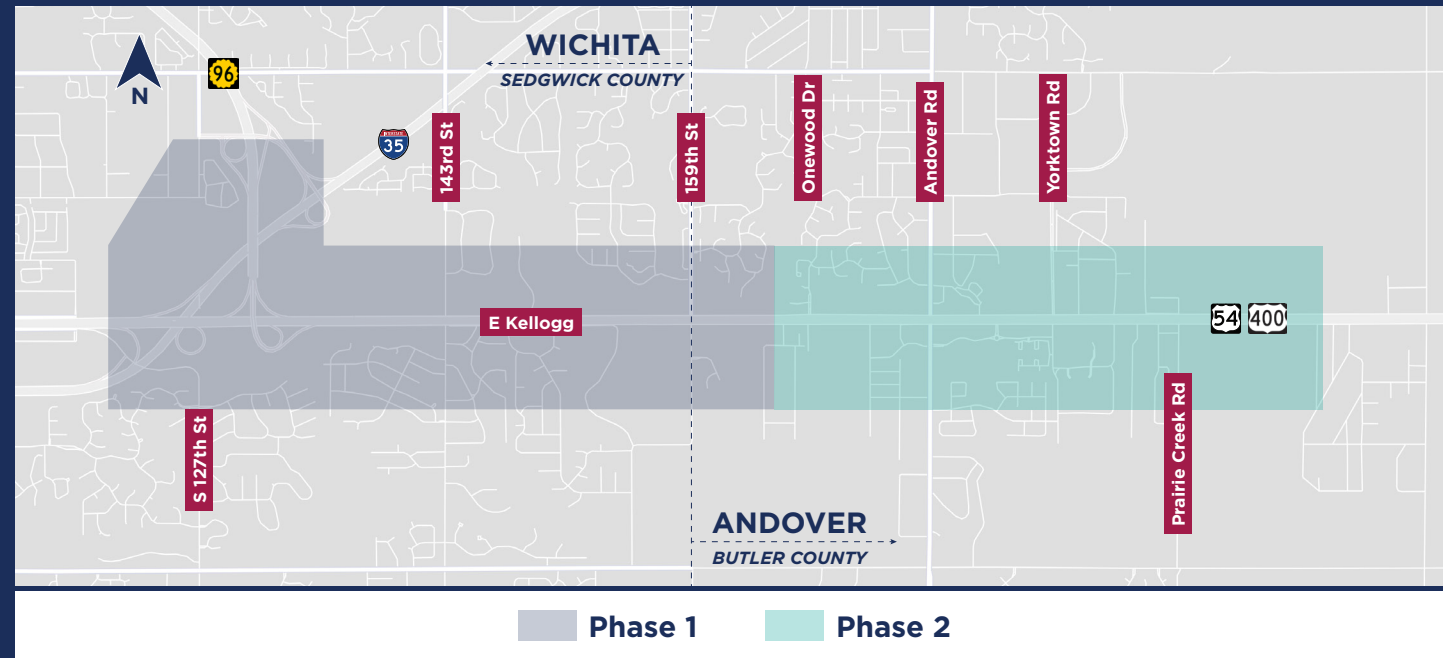 WICHITA
SEDGWICK COUNTY
96
N
INTERSTATE
35
143rd St
159th St
Onewood Dr
Andover Rd
Yorktown Rd
E Kellogg
54
400
S 127th St
Prairie Creek Rd
ANDOVER
BUTLER COUNTY
Phase 1
Phase 2